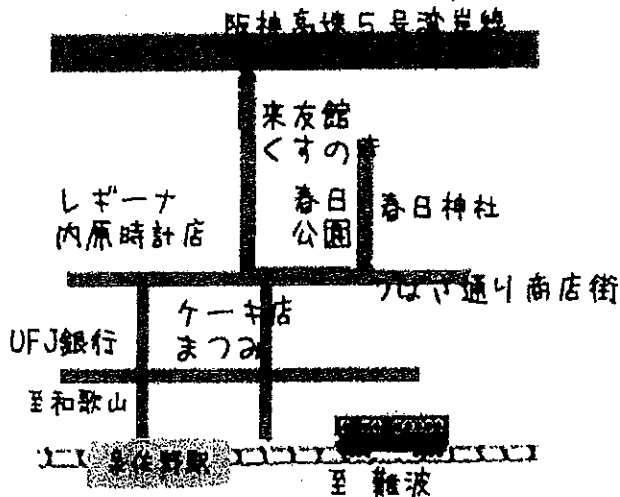 阪神高速5号湾岸線
来友館
くすのき
レギーナ
内原時計店
春日
公園
春日神社
つばさ通り商店街
ケーキ店
まつみ
UFJ銀行
至和歌山
泉佐野駅
至 難波